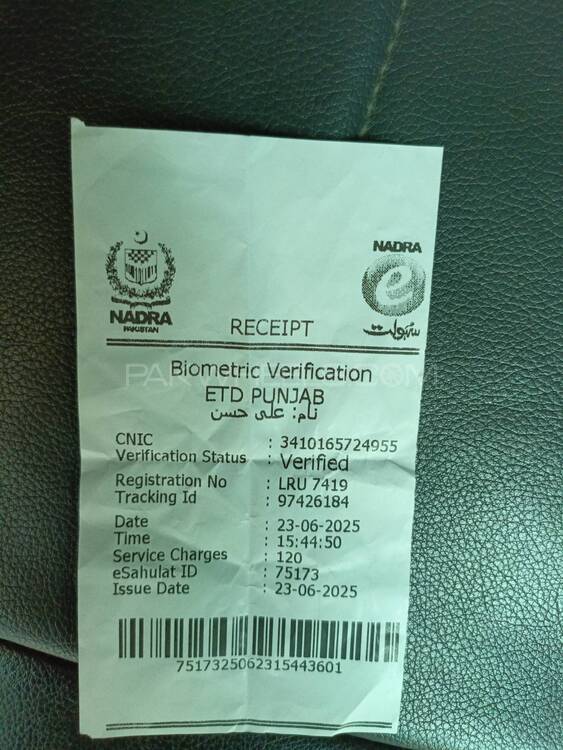 NADRA
PAKISTAN
NADRA
e
سہولت
RECEIPT
Biometric Verification
ETD PUNJAB
نام: علی حسن
CNIC : 3410165724955
Verification Status : Verified
Registration No : LRU 7419
Tracking Id : 97426184
Date : 23-06-2025
Time : 15:44:50
Service Charges : 120
eSahulat ID : 75173
Issue Date : 23-06-2025
7517325062315443601